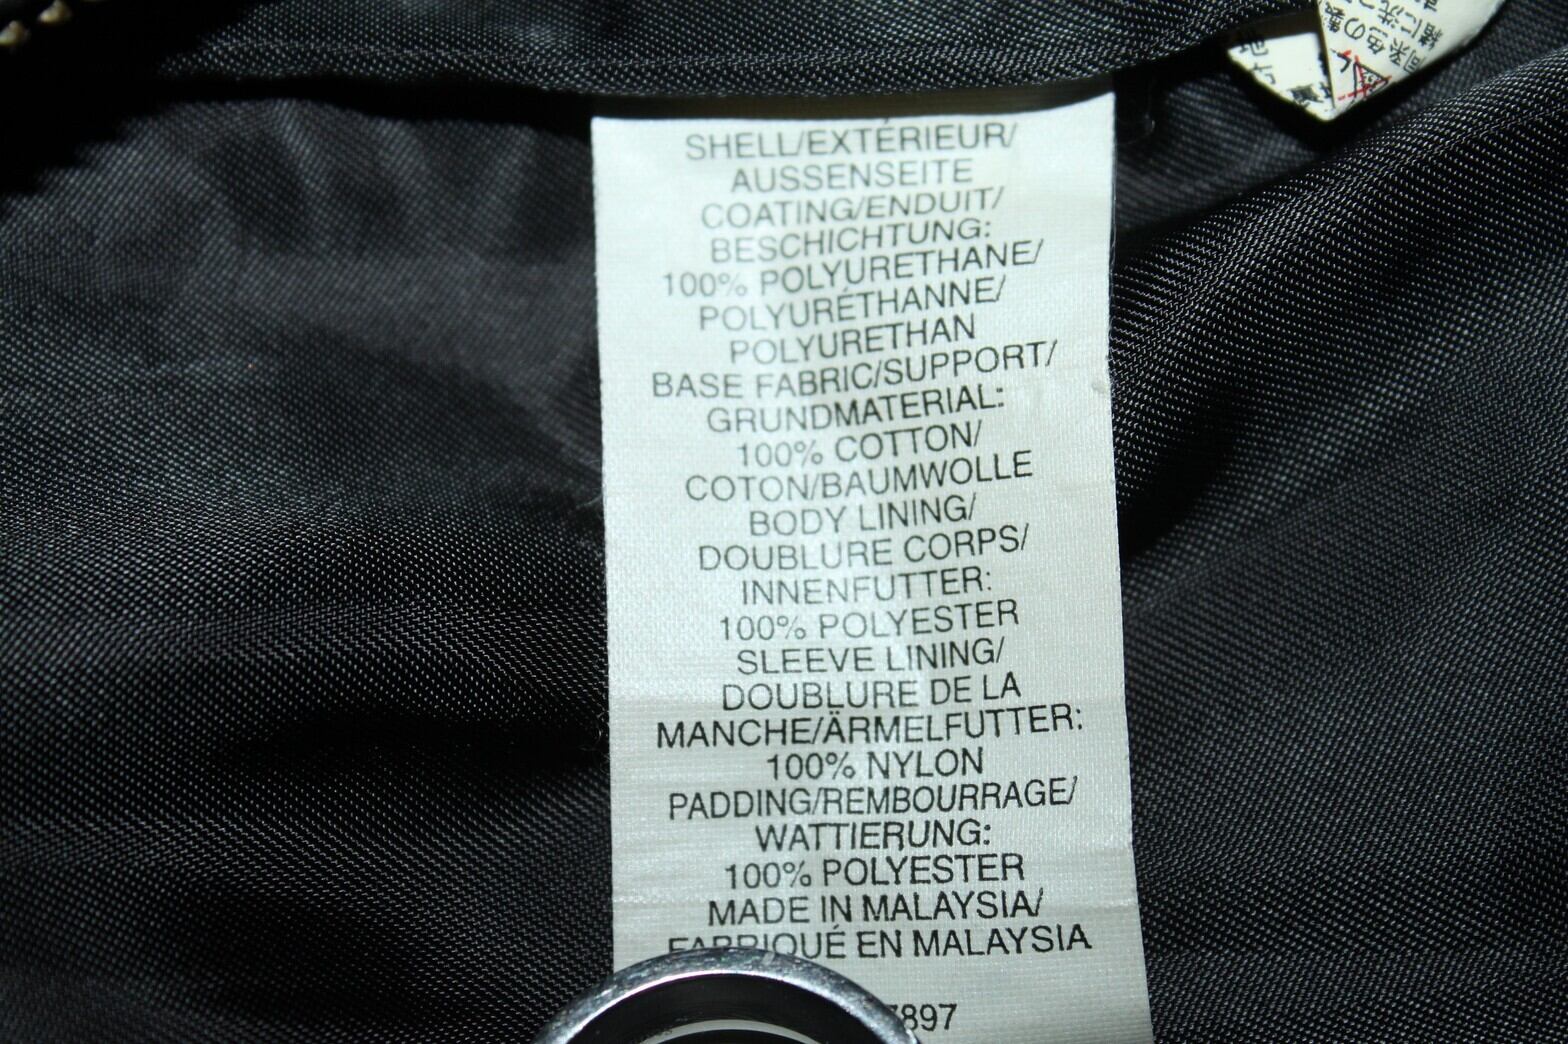 SHELL/EXTÉRIEUR/
AUSSENSEITE
COATING/ENDUIT/
BESCHICHTUNG:
100% POLYURETHANE/
POLYURÉTHANNE/
POLYURETHAN
BASE FABRIC/SUPPORT/
GRUNDMATERIAL:
100% COTTON/
COTON/BAUMWOLLE
BODY LINING/
DOUBLURE CORPS/
INNENFUTTER:
100% POLYESTER
SLEEVE LINING/
DOUBLURE DE LA
MANCHE/ÄRMELFUTTER:
100% NYLON
PADDING/REMBOURRAGE/
WATTIERUNG:
100% POLYESTER
MADE IN MALAYSIA/
FABRIQUÉ EN MALAYSIA
897